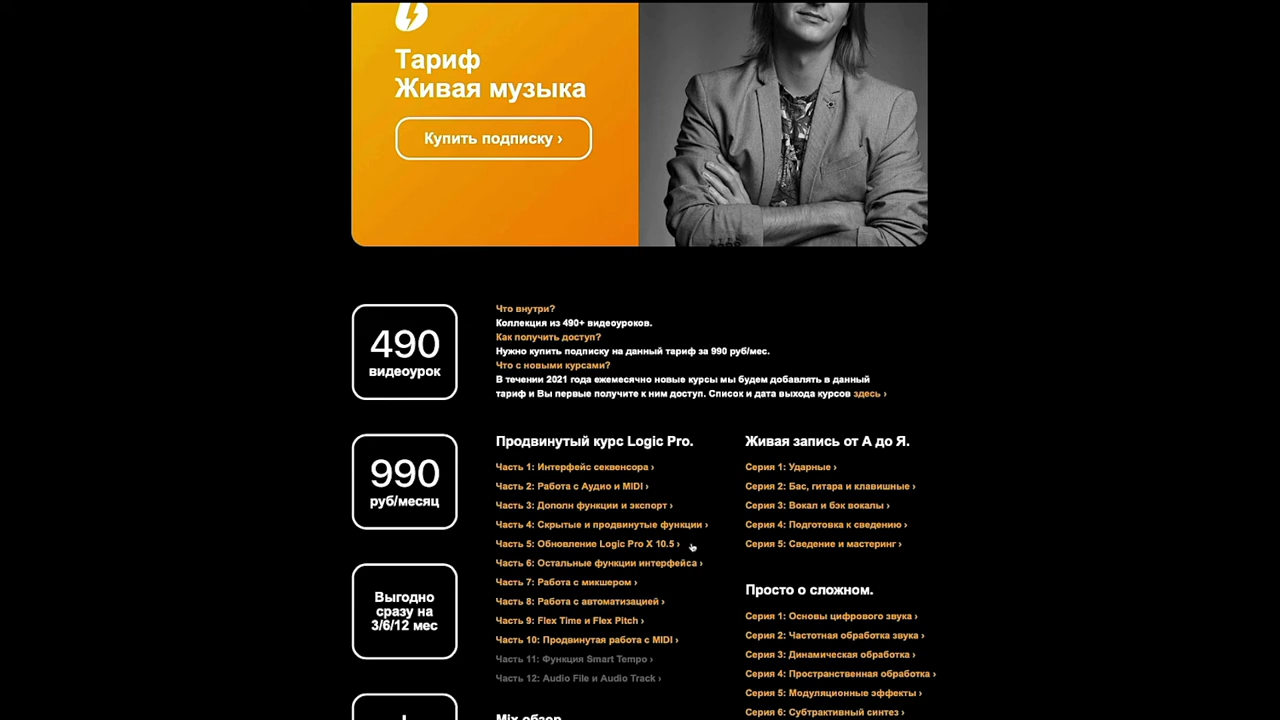 Тариф
Живая музыка
Купить подписку ›
490
видеоурок
Что внутри?
Коллекция из 490+ видеоуроков.
Как получить доступ?
Нужно купить подписку на данный тариф за 990 руб/мес.
Что с новыми курсами?
В течении 2021 года ежемесячно новые курсы мы будем добавлять в данный
тариф и Вы первые получите к ним доступ. Список и дата выхода курсов здесь ›
990
руб/месяц
Выгодно
сразу на
3/6/12 мес
Продвинутый курс Logic Pro.
Часть 1: Интерфейс секвенсора ›
Часть 2: Работа с Аудио и MIDI ›
Часть 3: Дополн функции и экспорт ›
Часть 4: Скрытые и продвинутые функции ›
Часть 5: Обновление Logic Pro X 10.5 ›
Часть 6: Остальные функции интерфейса ›
Часть 7: Работа с микшером ›
Часть 8: Работа с автоматизацией ›
Часть 9: Flex Time и Flex Pitch ›
Часть 10: Продвинутая работа с MIDI ›
Часть 11: Функция Smart Tempo ›
Часть 12: Audio File и Audio Track ›
Mix обзор
Живая запись от А до Я.
Серия 1: Ударные ›
Серия 2: Бас, гитара и клавишные ›
Серия 3: Вокал и бэк вокалы ›
Серия 4: Подготовка к сведению ›
Серия 5: Сведение и мастеринг ›
Просто о сложном.
Серия 1: Основы цифрового звука ›
Серия 2: Частотная обработка звука ›
Серия 3: Динамическая обработка ›
Серия 4: Пространственная обработка ›
Серия 5: Модуляционные эффекты ›
Серия 6: Субтрактивный синтез ›